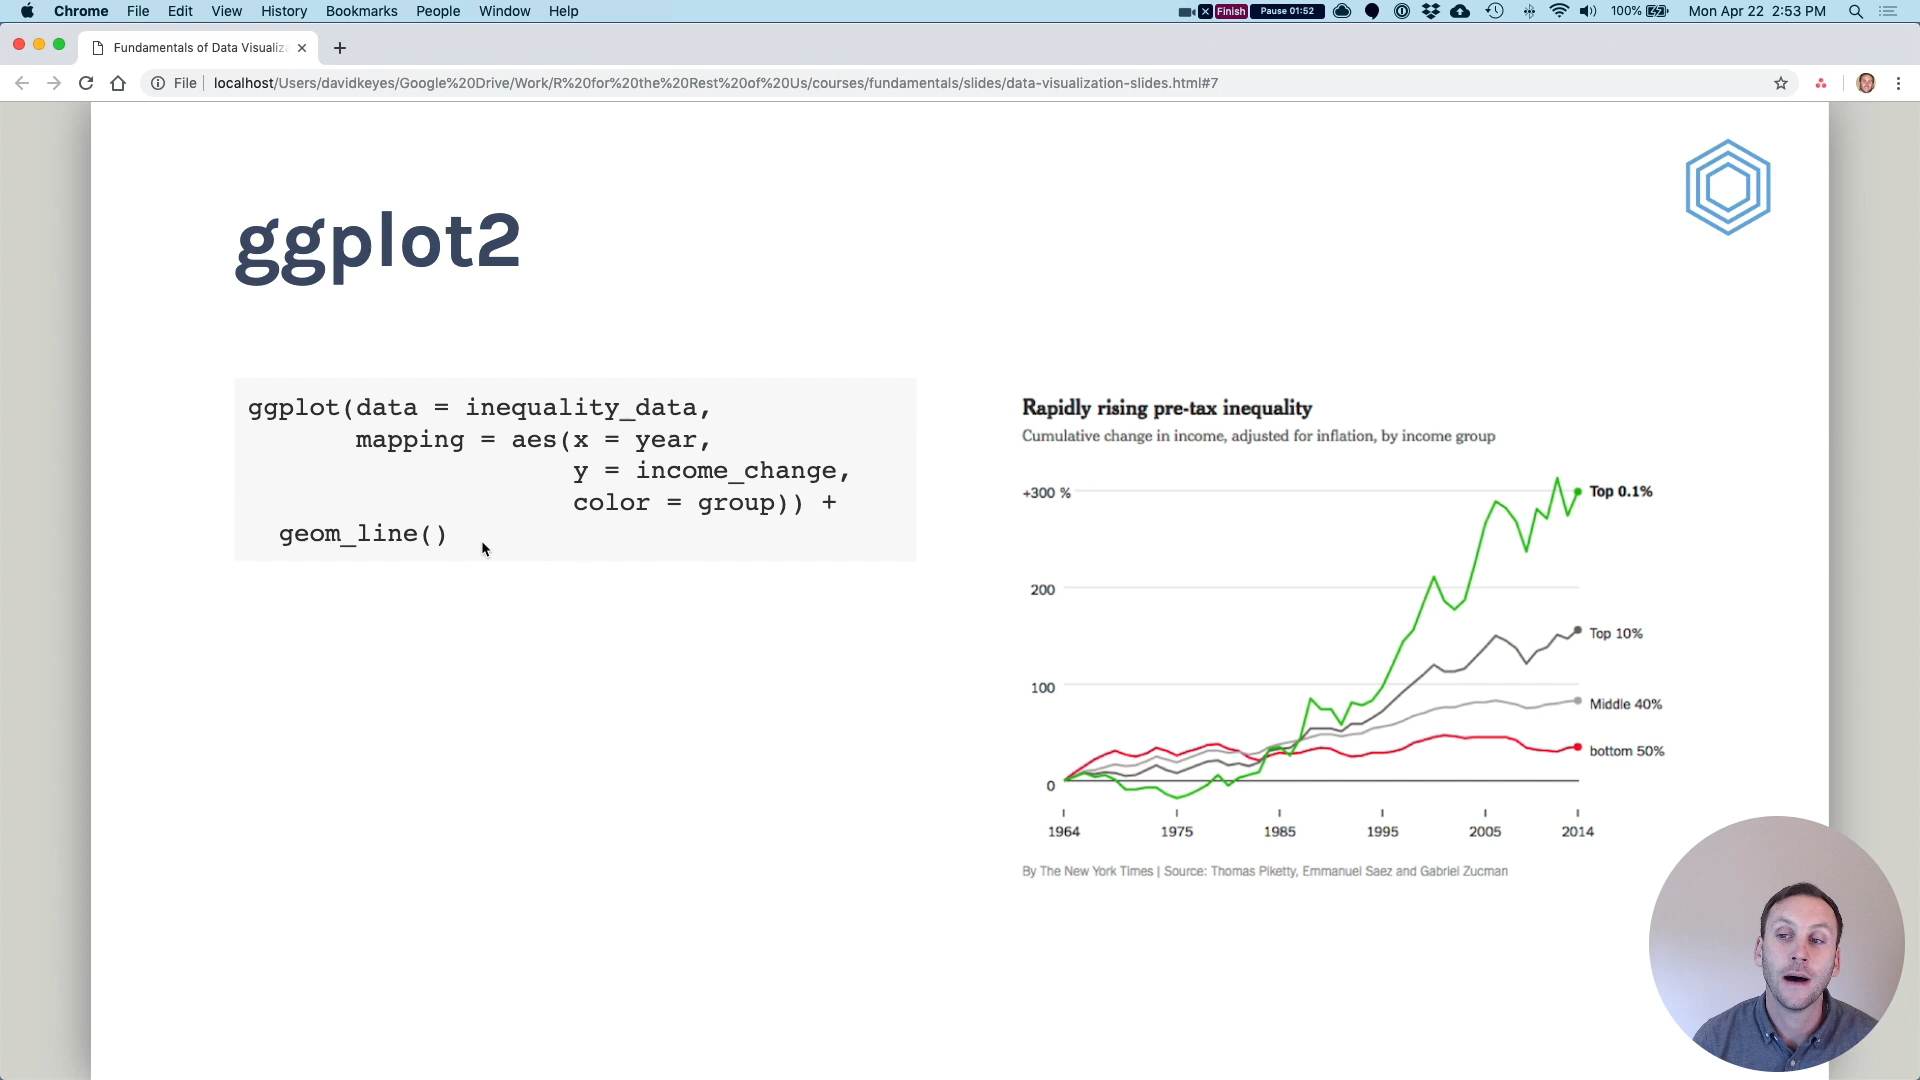 Chrome File Edit View History Bookmarks People Window Help Finish Pause 01:52 100% Mon Apr 22 2:53 PM
Fundamentals of Data Visualiz
File localhost/Users/davidkeyes/Google%20Drive/Work/R%20for%20the%20Rest%20of%20Us/courses/fundamentals/slides/data-visualization-slides.html#7
ggplot2
ggplot(data = inequality_data,
mapping = aes(x = year,
y = income_change,
color = group)) +
geom_line()
Rapidly rising pre-tax inequality
Cumulative change in income, adjusted for inflation, by income group
+300 %
Top 0.1%
200
Top 10%
100
Middle 40%
bottom 50%
0
1964 1975 1985 1995 2005 2014
By The New York Times | Source: Thomas Piketty, Emmanuel Saez and Gabriel Zucman